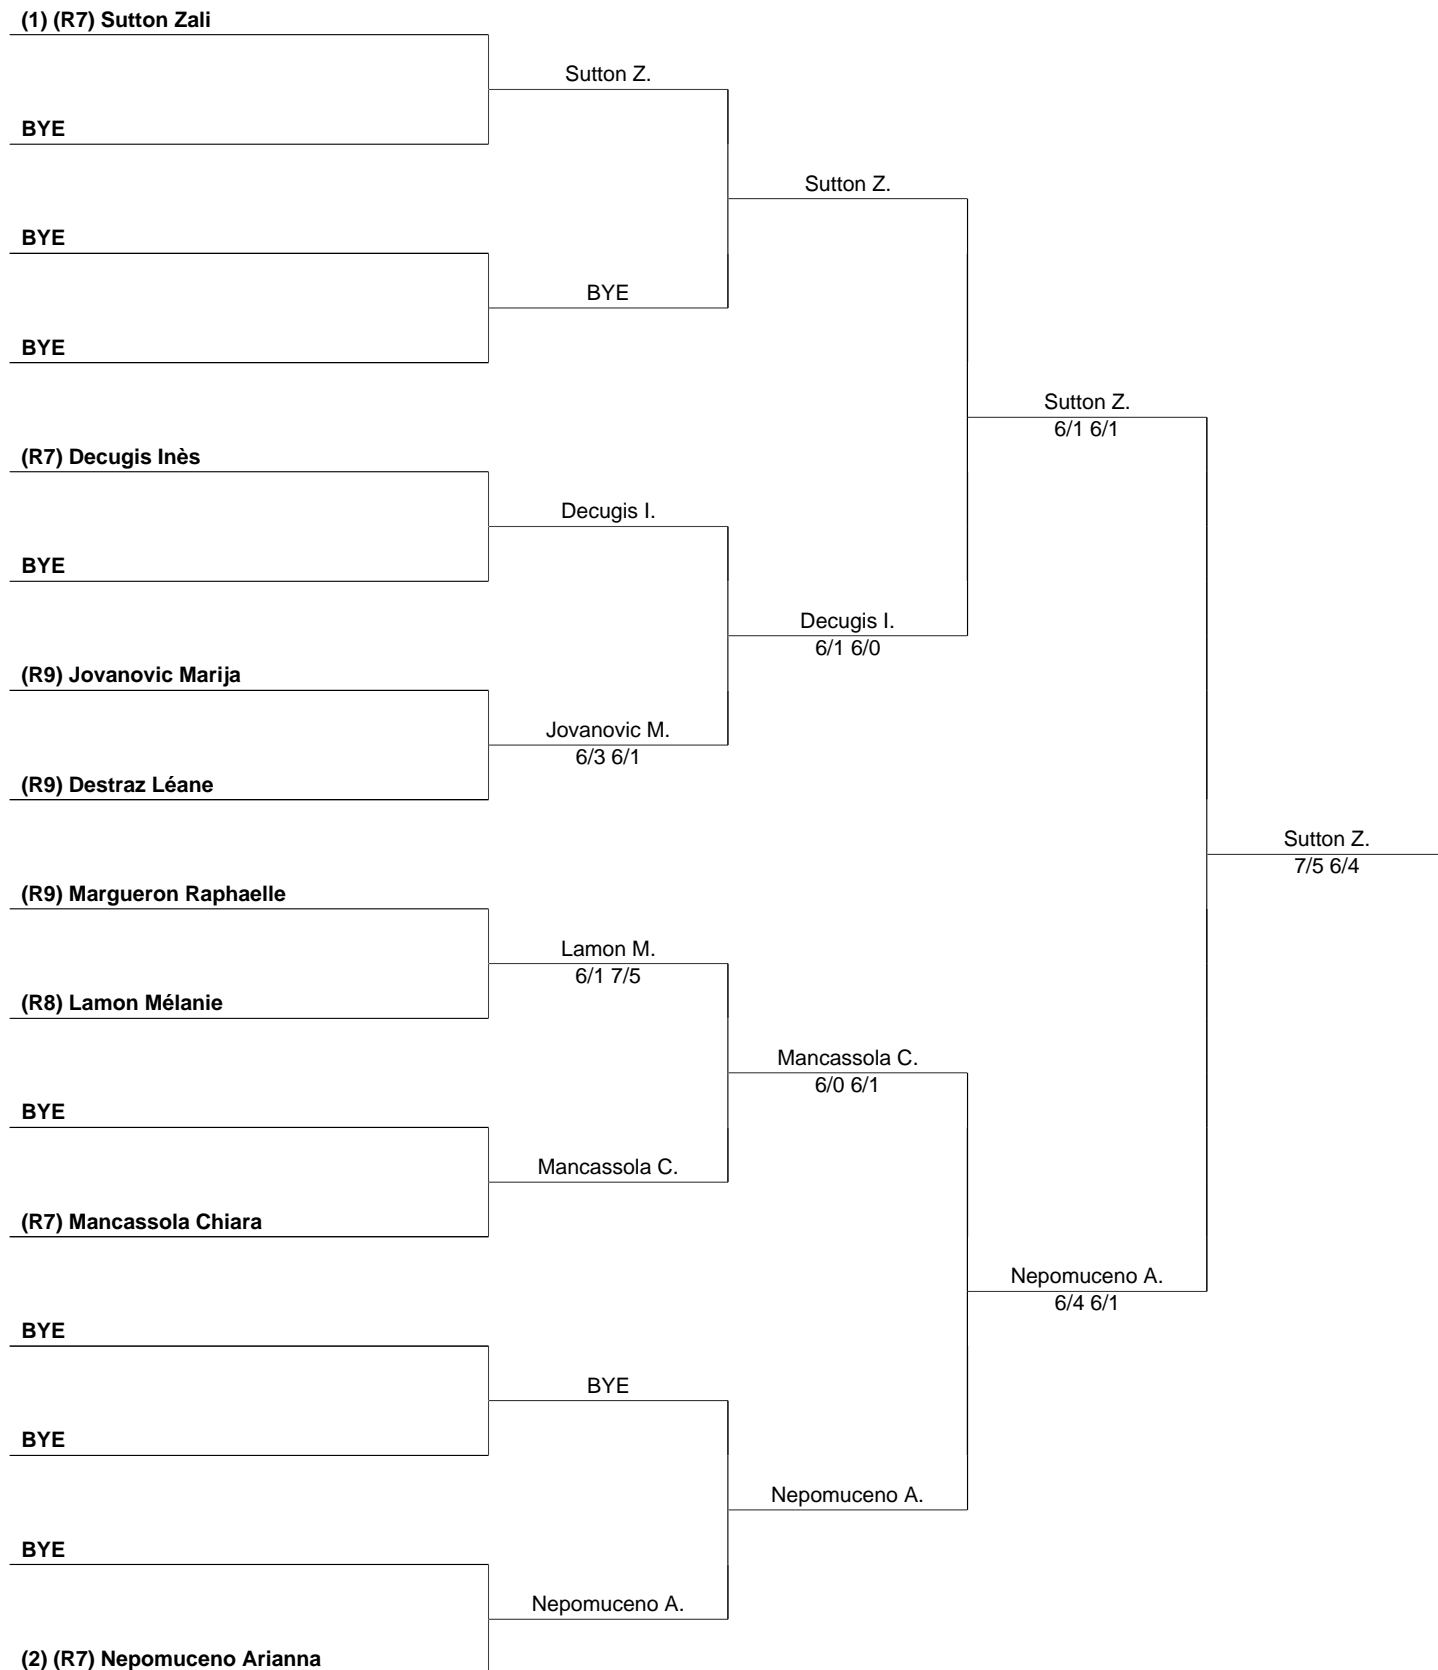 (1) (R7) Sutton Zali
Sutton Z.
BYE
Sutton Z.
BYE
BYE
BYE
Sutton Z.
6/1 6/1
(R7) Decugis Inès
Decugis I.
BYE
Decugis I.
6/1 6/0
(R9) Jovanovic Marija
Jovanovic M.
6/3 6/1
(R9) Destraz Léane
Sutton Z.
7/5 6/4
(R9) Margueron Raphaelle
Lamon M.
6/1 7/5
(R8) Lamon Mélanie
Mancassola C.
6/0 6/1
BYE
Mancassola C.
(R7) Mancassola Chiara
Nepomuceno A.
6/4 6/1
BYE
BYE
BYE
Nepomuceno A.
BYE
Nepomuceno A.
(2) (R7) Nepomuceno Arianna